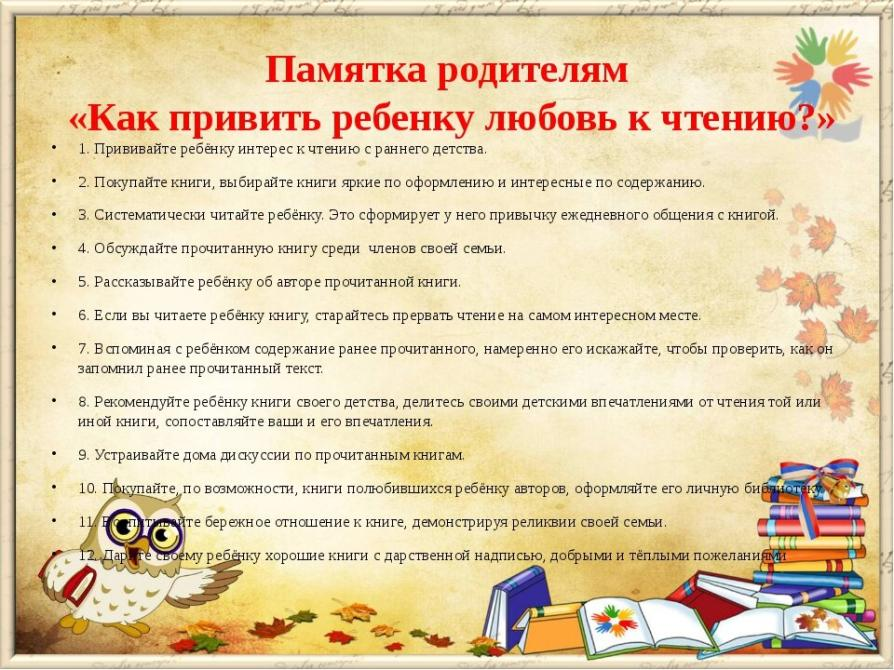 Памятка родителям
«Как привить ребенку любовь к чтению?»
• 1. Прививайте ребёнку интерес к чтению с раннего детства.
• 2. Покупайте книги, выбирайте книги яркие по оформлению и интересные по содержанию.
• 3. Систематически читайте ребёнку. Это сформирует у него привычку ежедневного общения с книгой.
• 4. Обсуждайте прочитанную книгу среди членов своей семьи.
• 5. Рассказывайте ребёнку об авторе прочитанной книги.
• 6. Если вы читаете ребёнку книгу, старайтесь прервать чтение на самом интересном месте.
• 7. Вспоминая с ребёнком содержание ранее прочитанного, намеренно его искажайте, чтобы проверить, как он
запомнил ранее прочитанный текст.
• 8. Рекомендуйте ребёнку книги своего детства, делитесь своими детскими впечатлениями от чтения той или
иной книги, сопоставляйте ваши и его впечатления.
• 9. Устраивайте дома дискуссии по прочитанным книгам.
• 10. Покупайте, по возможности, книги полюбившихся ребёнку авторов, оформляйте его личную библиотеку.
• 11. Воспитывайте бережное отношение к книге, демонстрируя реликвии своей семьи.
• 12. Дарите своему ребёнку хорошие книги с дарственной надписью, добрыми и тёплыми пожеланиями